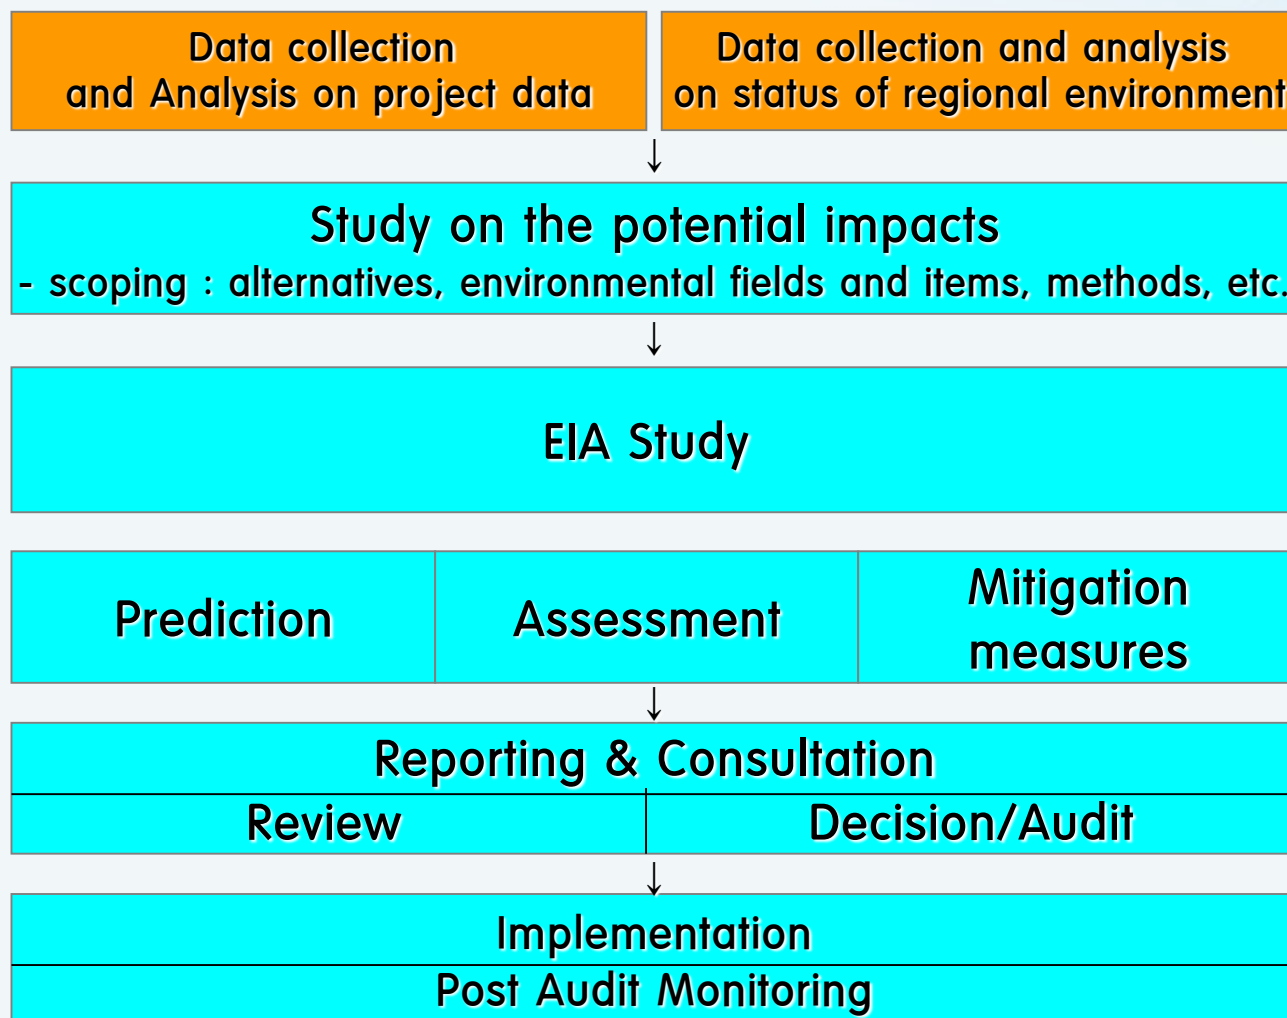 Data collection
and Analysis on project data
Data collection and analysis
on status of regional environment
↓
Study on the potential impacts
- scoping : alternatives, environmental fields and items, methods, etc.
↓
EIA Study
Prediction
Assessment
Mitigation
measures
↓
Reporting & Consultation
Review
Decision/Audit
↓
Implementation
Post Audit Monitoring